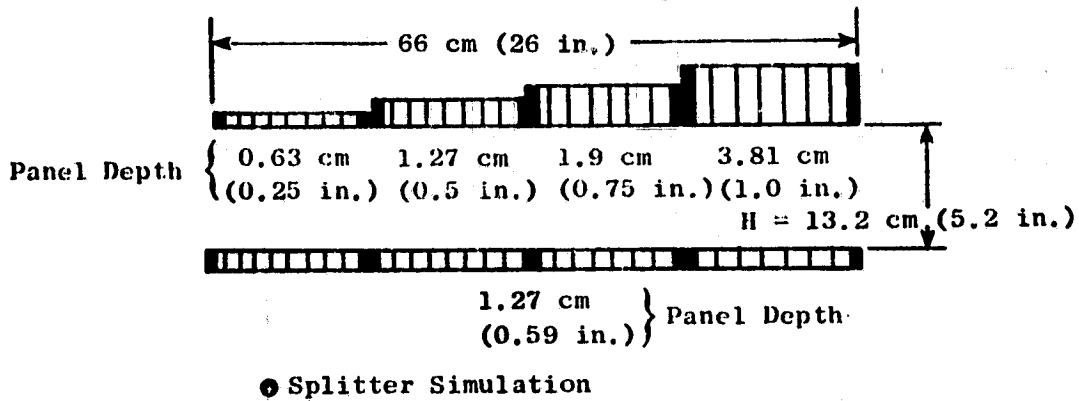 66 cm (26 in.)
Panel Depth { 0.63 cm 1.27 cm 1.9 cm 3.81 cm
(0.25 in.) (0.5 in.) (0.75 in.) (1.0 in.)
H = 13.2 cm (5.2 in.)
1.27 cm
(0.59 in.) } Panel Depth
Splitter Simulation